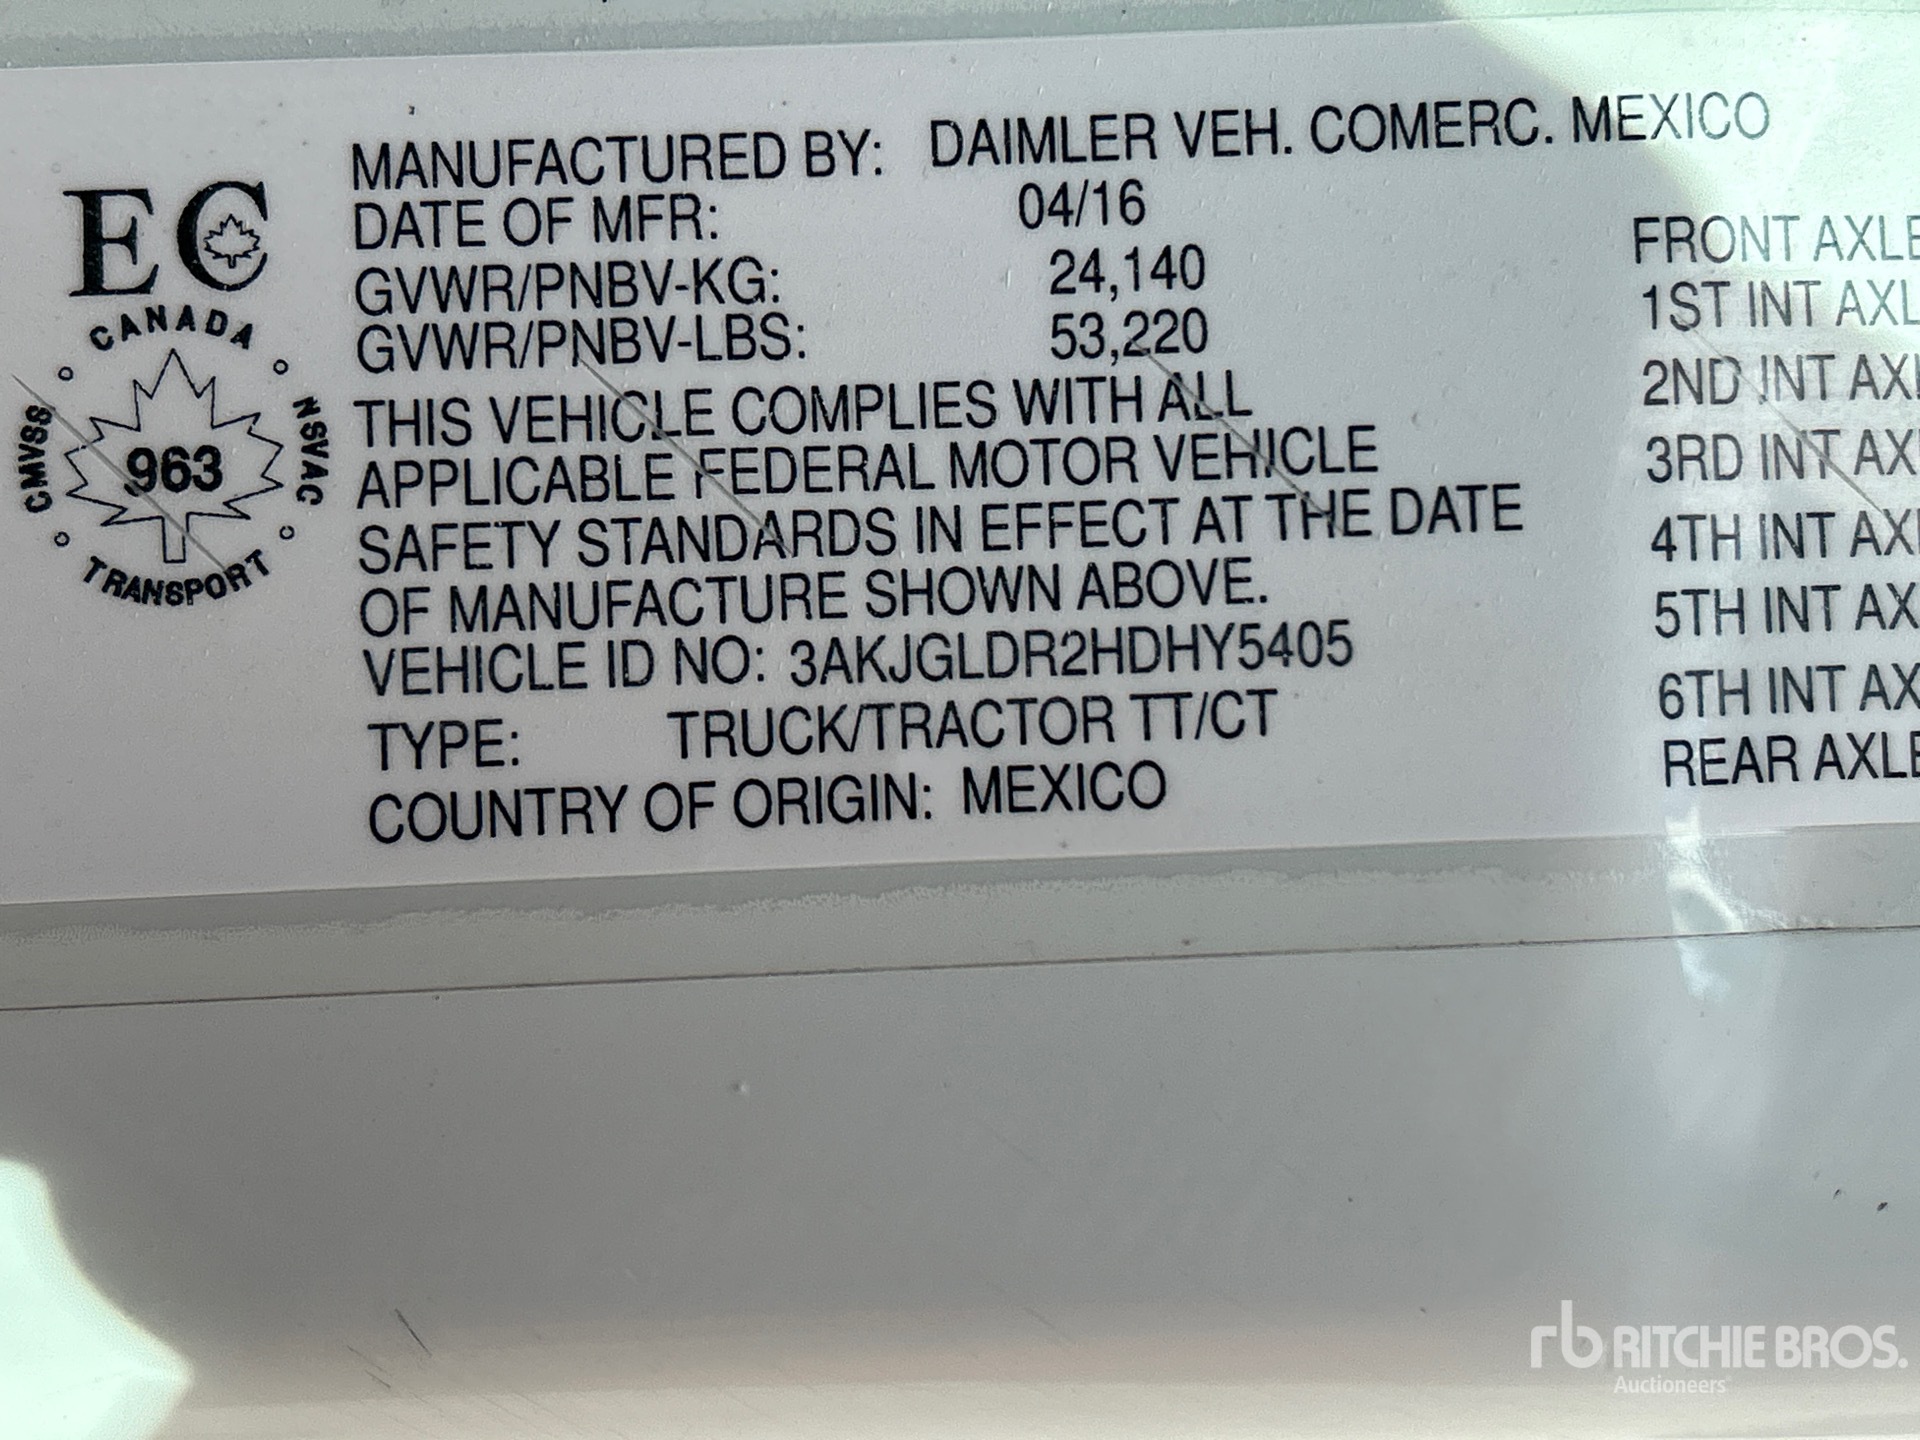 EC
CANADA
CMVSS
NSVAC
963
TRANSPORT
MANUFACTURED BY: DAIMLER VEH. COMERC. MEXICO
DATE OF MFR: 04/16
GVWR/PNBV-KG: 24,140
GVWR/PNBV-LBS: 53,220
THIS VEHICLE COMPLIES WITH ALL
APPLICABLE FEDERAL MOTOR VEHICLE
SAFETY STANDARDS IN EFFECT AT THE DATE
OF MANUFACTURE SHOWN ABOVE.
VEHICLE ID NO: 3AKJGLDR2HDHY5405
TYPE: TRUCK/TRACTOR TT/CT
COUNTRY OF ORIGIN: MEXICO
FRONT AXLE
1ST INT AXL
2ND INT AXL
3RD INT AX
4TH INT AX
5TH INT AX
6TH INT AX
REAR AXLE
rb RITCHIE BROS.
Auctioneers